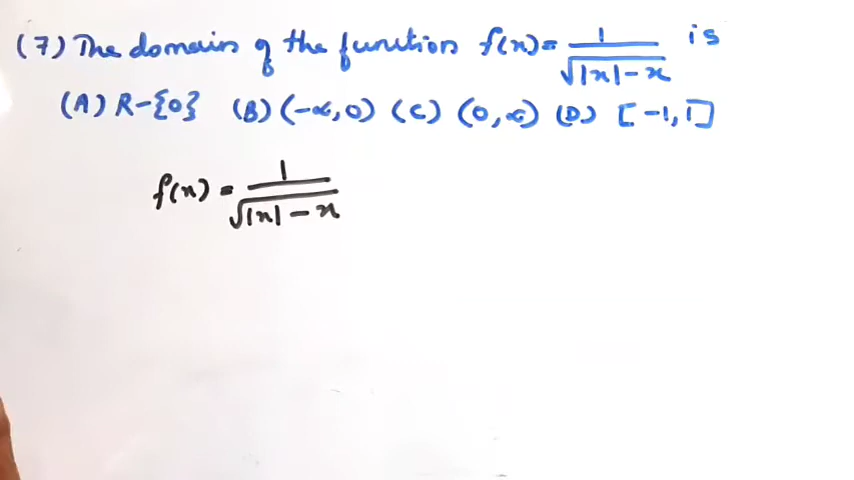 (7) The domain of the function f(x) = 1/√(|x| - x) is
(A) R-{0} (B) (-∞, 0) (C) (0, ∞) (D) [-1, 1]
f(x) = 1/√(|x| - x)